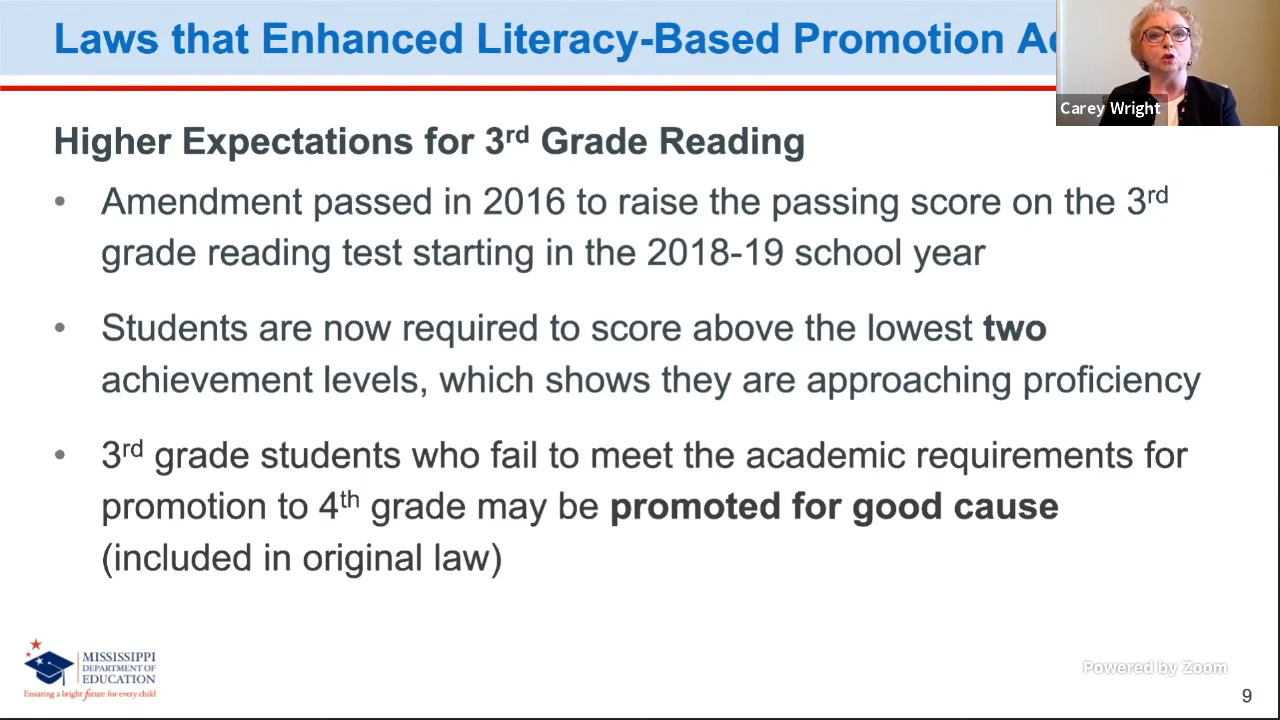 Laws that Enhanced Literacy-Based Promotion
Carey Wright
Higher Expectations for 3rd Grade Reading
• Amendment passed in 2016 to raise the passing score on the 3rd
grade reading test starting in the 2018-19 school year
• Students are now required to score above the lowest two
achievement levels, which shows they are approaching proficiency
• 3rd grade students who fail to meet the academic requirements for
promotion to 4th grade may be promoted for good cause
(included in original law)
MISSISSIPPI
DEPARTMENT OF
EDUCATION
Ensuring a bright future for every child
Powered by Zoom
9